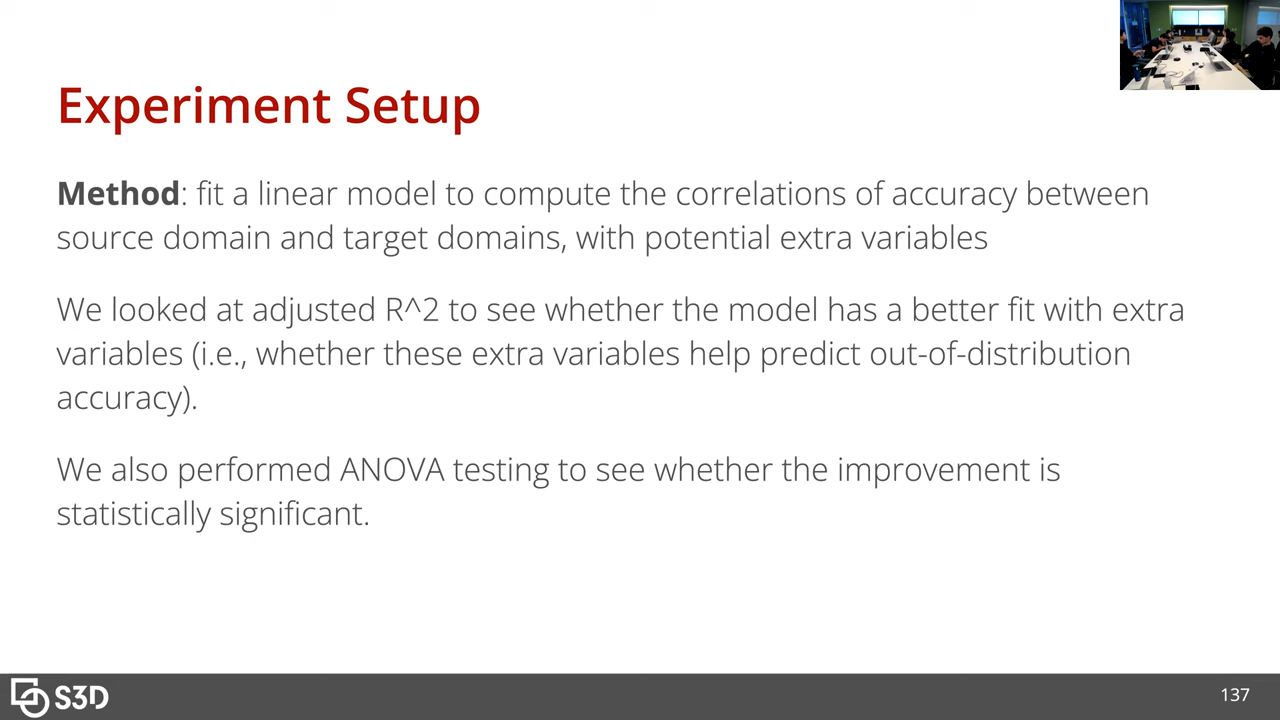 Experiment Setup
Method: fit a linear model to compute the correlations of accuracy between
source domain and target domains, with potential extra variables
We looked at adjusted R^2 to see whether the model has a better fit with extra
variables (i.e., whether these extra variables help predict out-of-distribution
accuracy).
We also performed ANOVA testing to see whether the improvement is
statistically significant.
S3D
137